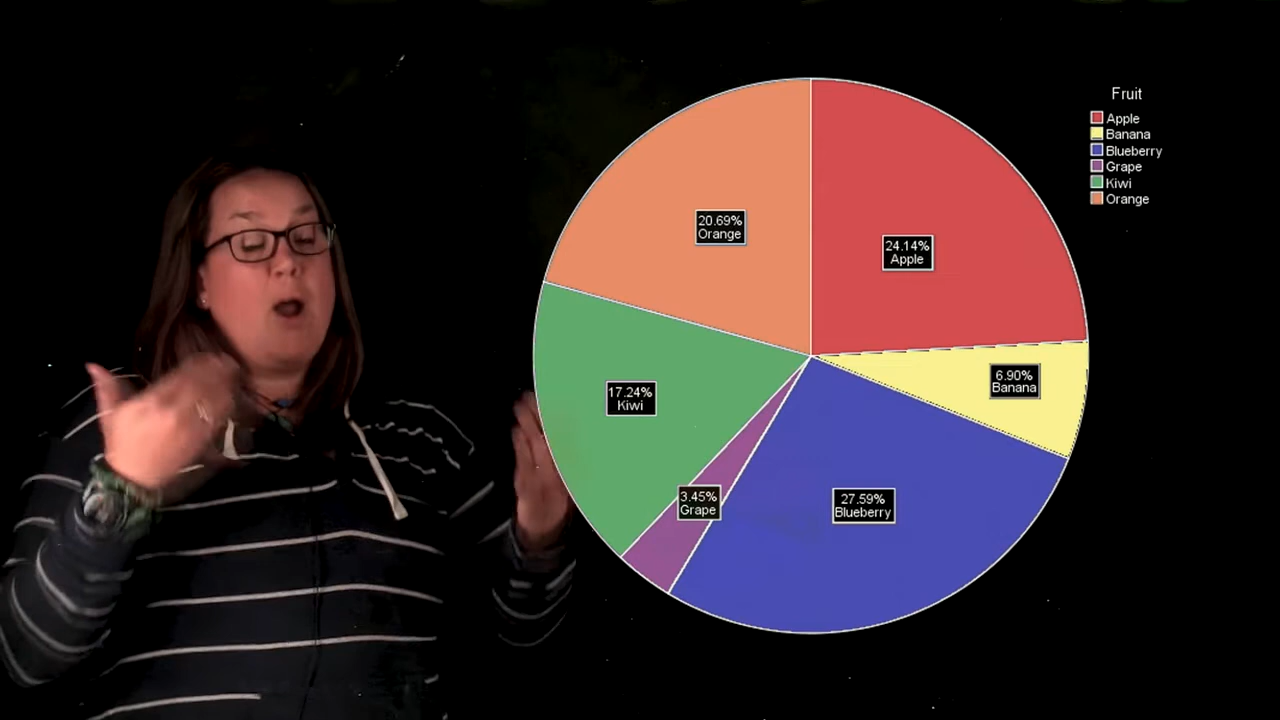 Fruit
Apple
Banana
Blueberry
Grape
Kiwi
Orange
20.69%
Orange
24.14%
Apple
6.90%
Banana
17.24%
Kiwi
3.45%
Grape
27.59%
Blueberry